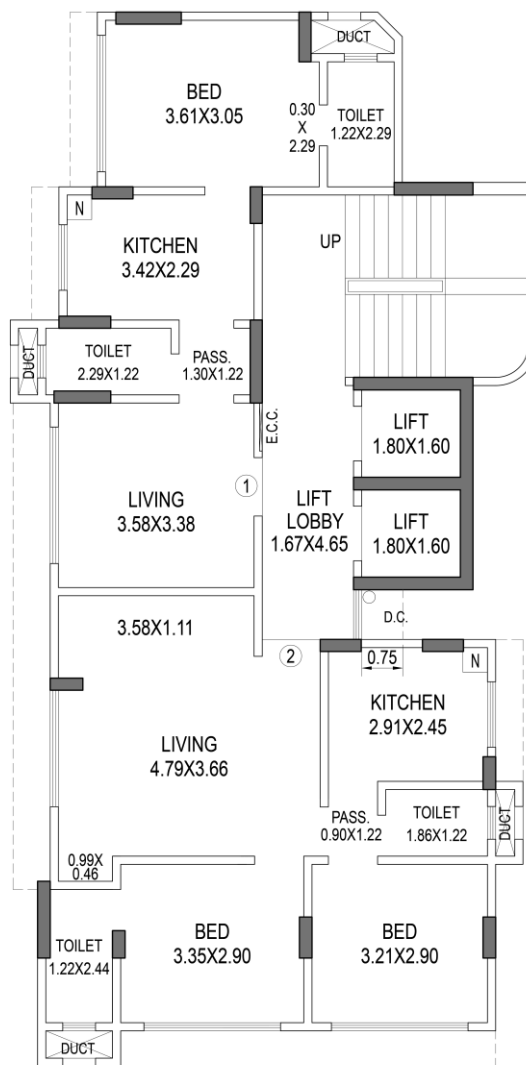 DUCT
BED
3.61X3.05
0.30
X
2.29
TOILET
1.22X2.29
N
KITCHEN
3.42X2.29
UP
DUCT
TOILET
2.29X1.22
PASS.
1.30X1.22
E.C.C.
LIFT
1.80X1.60
LIVING
3.58X3.38
1
LIFT
LOBBY
1.67X4.65
LIFT
1.80X1.60
3.58X1.11
D.C.
2
0.75
N
KITCHEN
2.91X2.45
LIVING
4.79X3.66
PASS.
0.90X1.22
TOILET
1.86X1.22
DUCT
0.99X
0.46
BED
3.35X2.90
BED
3.21X2.90
TOILET
1.22X2.44
DUCT